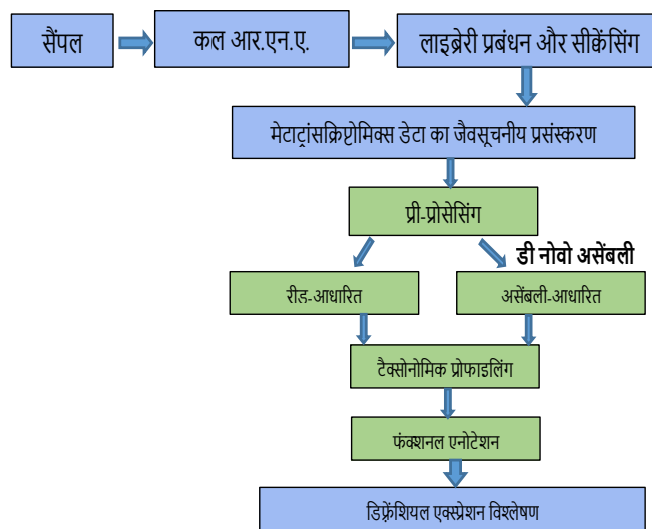 सैंपल
कल आर.एन.ए.
लाइब्रेरी प्रबंधन और सीकेंसिंग
मेटाट्रांसक्रिप्टोमिक्स डेटा का जैवसूचनीय प्रसंस्करण
प्री-प्रोसेसिंग
डी नोवो असेंबली
रीड-आधारित
असेंबली-आधारित
टैक्सोनोमिक प्रोफाइलिंग
फंक्शनल एनोटेशन
डिफ़्रेंशियल एक्स्प्रेशन विश्लेषण